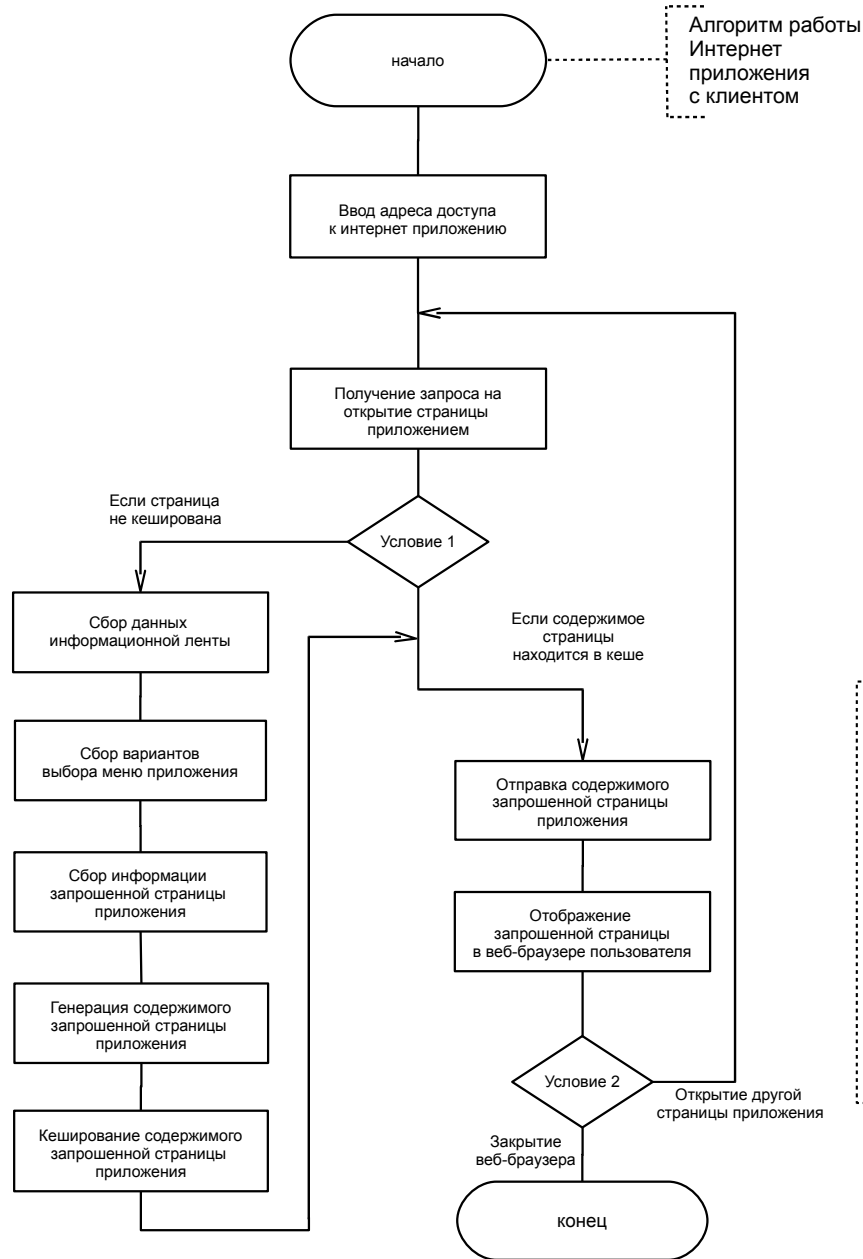 начало
Алгоритм работы
Интернет
приложения
с клиентом
Ввод адреса доступа
к интернет приложению
Получение запроса на
открытие страницы
приложением
Если страница
не кеширована
Условие 1
Сбор данных
информационной ленты
Если содержимое
страницы
находится в кеше
Сбор вариантов
выбора меню приложения
Отправка содержимого
запрошенной страницы
приложения
Сбор информации
запрошенной страницы
приложения
Отображение
запрошенной страницы
в веб-браузере пользователя
Генерация содержимого
запрошенной страницы
приложения
Условие 2
Открытие другой
страницы приложения
Кеширование содержимого
запрошенной страницы
приложения
Закрытие
веб-браузера
конец